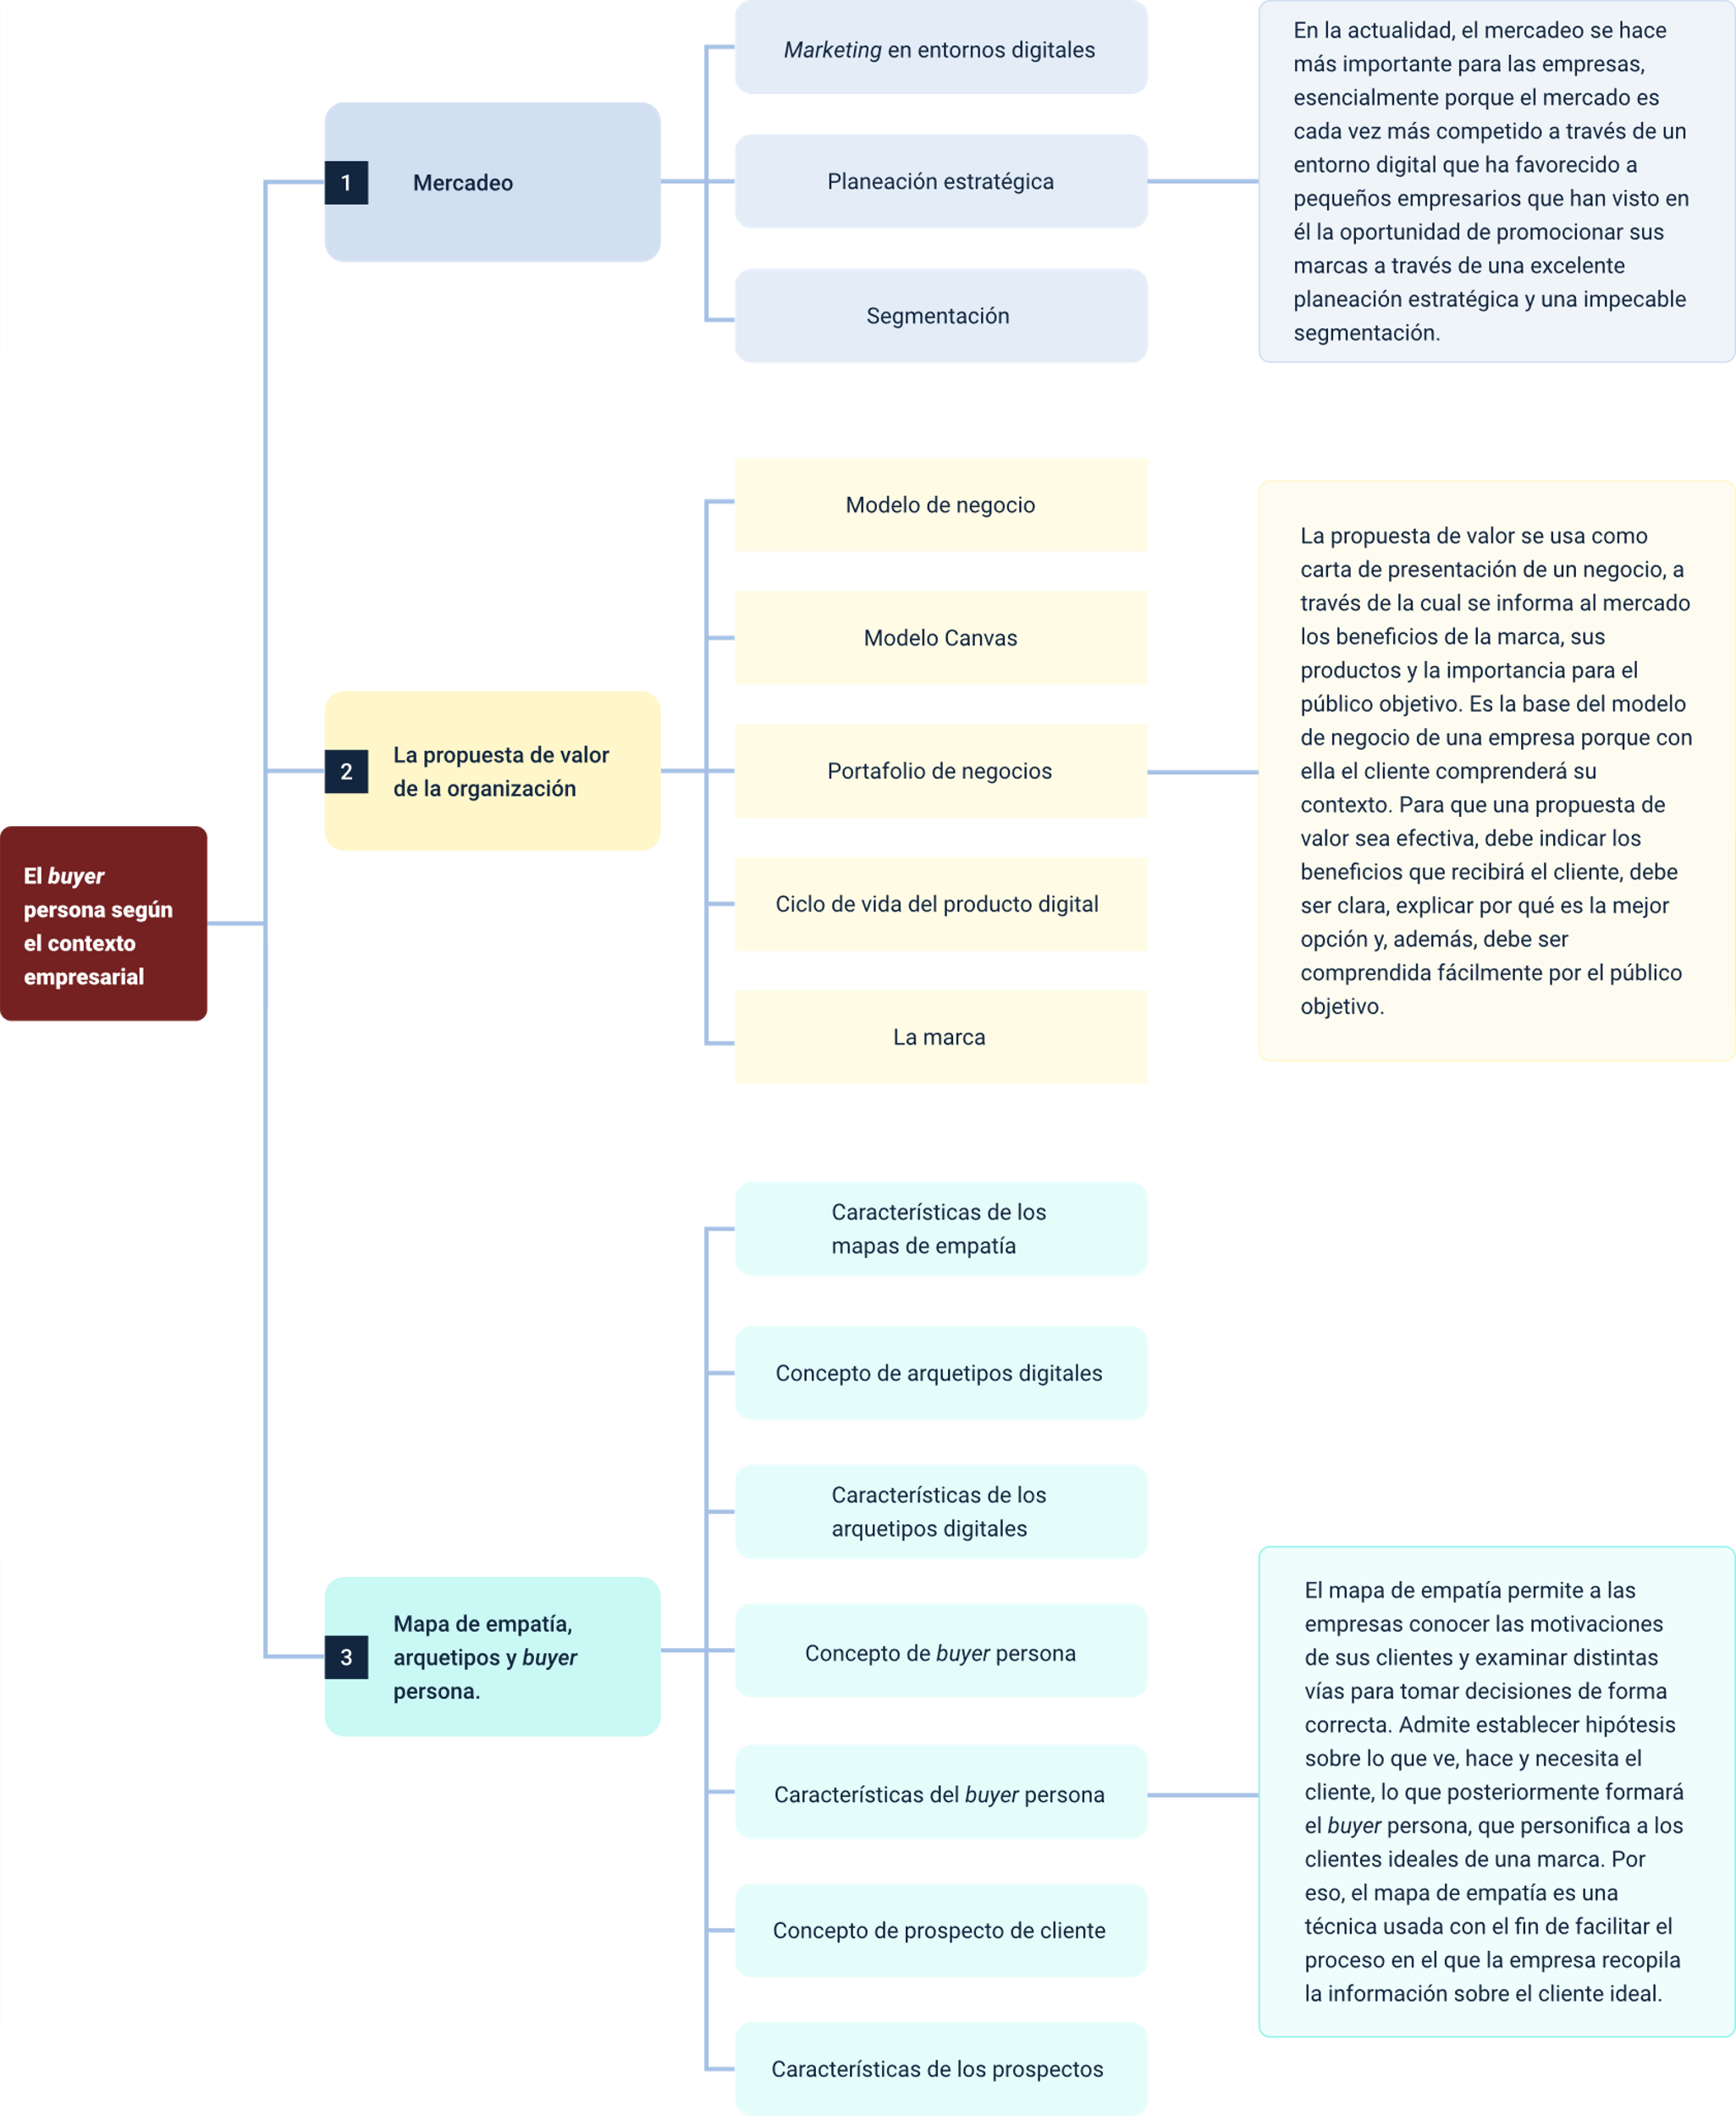 El buyer
persona según
el contexto
empresarial
1
Mercadeo
Marketing en entornos digitales
Planeación estratégica
Segmentación
En la actualidad, el mercadeo se hace
más importante para las empresas,
esencialmente porque el mercado es
cada vez más competido a través de un
entorno digital que ha favorecido a
pequeños empresarios que han visto en
él la oportunidad de promocionar sus
marcas a través de una excelente
planeación estratégica y una impecable
segmentación.
2
La propuesta de valor
de la organización
Modelo de negocio
Modelo Canvas
Portafolio de negocios
Ciclo de vida del producto digital
La marca
La propuesta de valor se usa como
carta de presentación de un negocio, a
través de la cual se informa al mercado
los beneficios de la marca, sus
productos y la importancia para el
público objetivo. Es la base del modelo
de negocio de una empresa porque con
ella el cliente comprenderá su
contexto. Para que una propuesta de
valor sea efectiva, debe indicar los
beneficios que recibirá el cliente, debe
ser clara, explicar por qué es la mejor
opción y, además, debe ser
comprendida fácilmente por el público
objetivo.
3
Mapa de empatía,
arquetipos y buyer
persona.
Características de los
mapas de empatía
Concepto de arquetipos digitales
Características de los
arquetipos digitales
Concepto de buyer persona
Características del buyer persona
Concepto de prospecto de cliente
Características de los prospectos
El mapa de empatía permite a las
empresas conocer las motivaciones
de sus clientes y examinar distintas
vías para tomar decisiones de forma
correcta. Admite establecer hipótesis
sobre lo que ve, hace y necesita el
cliente, lo que posteriormente formará
el buyer persona, que personifica a los
clientes ideales de una marca. Por
eso, el mapa de empatía es una
técnica usada con el fin de facilitar el
proceso en el que la empresa recopila
la información sobre el cliente ideal.